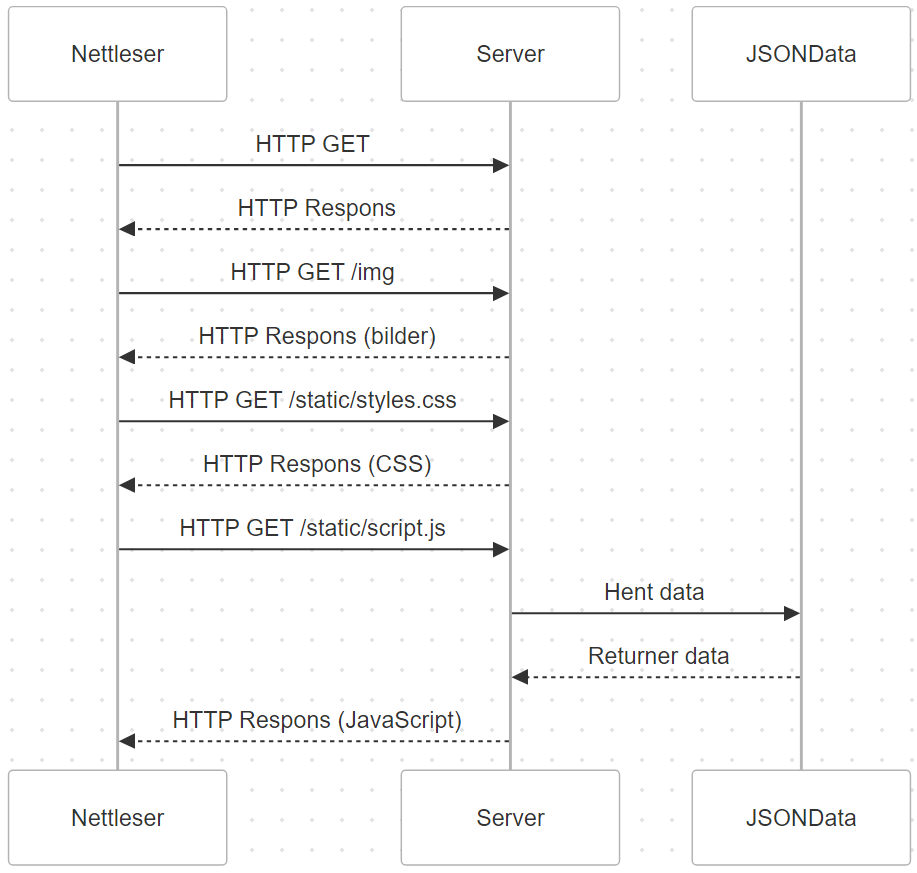 Nettleser
Server
JSONData
HTTP GET
HTTP Respons
HTTP GET /img
HTTP Respons (bilder)
HTTP GET /static/styles.css
HTTP Respons (CSS)
HTTP GET /static/script.js
Hent data
Returner data
HTTP Respons (JavaScript)
Nettleser
Server
JSONData